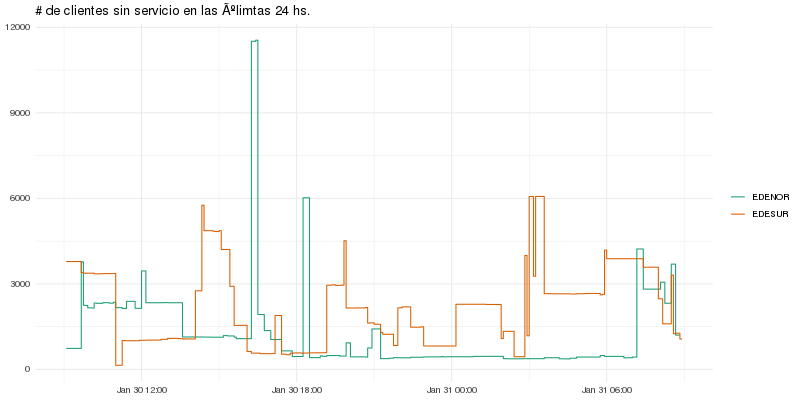 # de clientes sin servicio en las Ãºlimtas 24 hs.
12000
9000
6000
3000
0
Jan 30 12:00
Jan 30 18:00
Jan 31 00:00
Jan 31 06:00
EDENOR
EDESUR